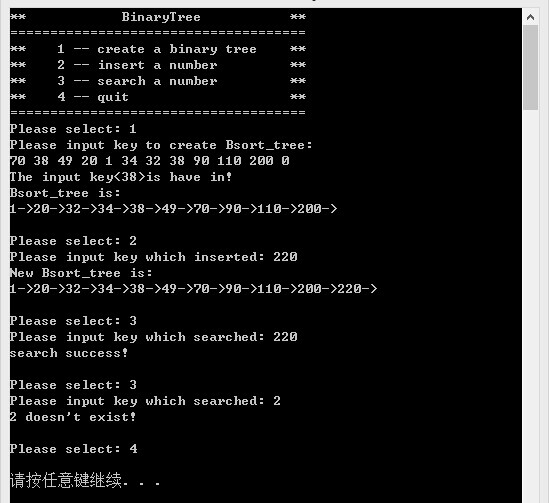 **            BinaryTree           **
=====================================
**    1 -- create a binary tree    **
**    2 -- insert a number         **
**    3 -- search a number         **
**    4 -- quit                    **
=====================================
Please select: 1
Please input key to create Bsort_tree:
70 38 49 20 1 34 32 38 90 110 200 0
The input key<38>is have in!
Bsort_tree is:
1->20->32->34->38->49->70->90->110->200->
Please select: 2
Please input key which inserted: 220
New Bsort_tree is:
1->20->32->34->38->49->70->90->110->200->220->
Please select: 3
Please input key which searched: 220
search success!
Please select: 3
Please input key which searched: 2
2 doesn't exist!
Please select: 4
请按任意键继续. . .